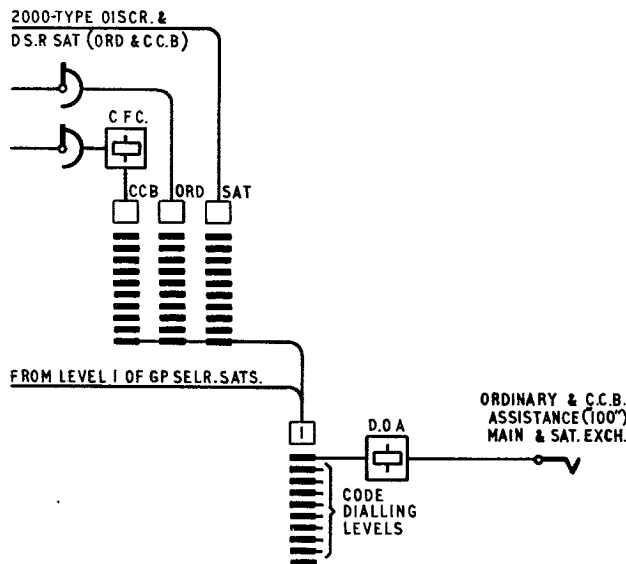 2000-TYPE OISCR. &
D S.R SAT (ORD & C C.B)
C F C.
CCB ORD SAT
FROM LEVEL I OF GP SELR. SATS.
ORDINARY & C.C.B.
ASSISTANCE (100")
MAIN & SAT. EXCH.
I
D.O A
CODE
DIALLING
LEVELS